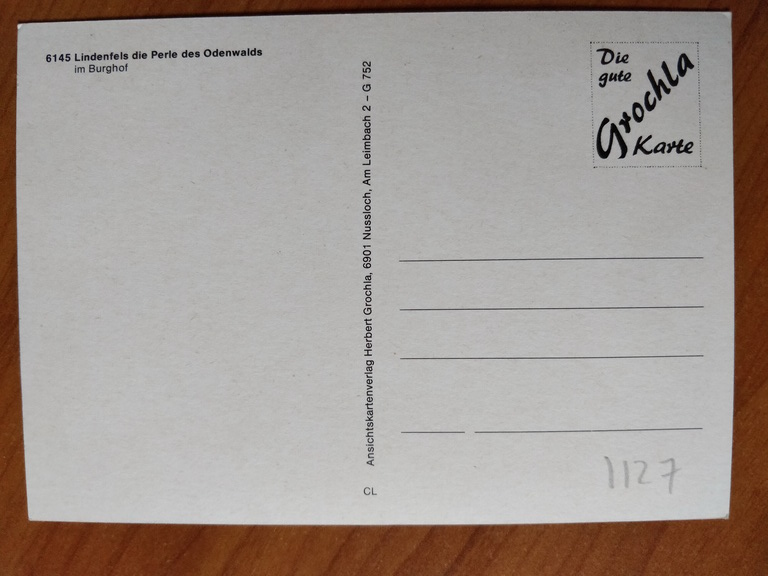 6145 Lindenfels die Perle des Odenwalds
im Burghof
Ansichtskartenverlag Herbert Grochla, 6901 Nussloch, Am Leimbach 2 – G 752
CL
Die
gute
Grochla
Karte
1127